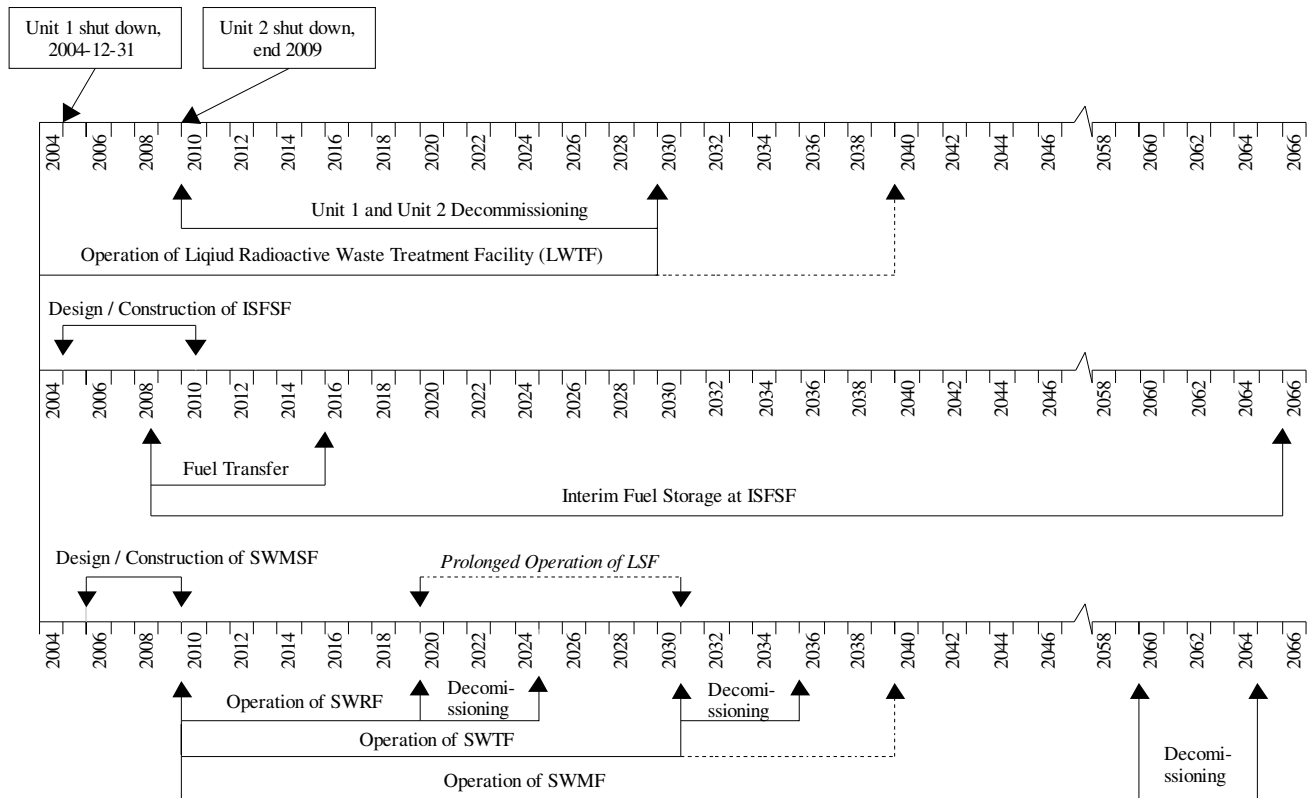 Unit 1 shut down,
2004-12-31
Unit 2 shut down,
end 2009
2004 2006 2008 2010 2012 2014 2016 2018 2020 2022 2024 2026 2028 2030 2032 2034 2036 2038 2040 2042 2044 2046 2058 2060 2062 2064 2066
Unit 1 and Unit 2 Decommissioning
Operation of Liqiud Radioactive Waste Treatment Facility (LWTF)
Design / Construction of ISFSF
2004 2006 2008 2010 2012 2014 2016 2018 2020 2022 2024 2026 2028 2030 2032 2034 2036 2038 2040 2042 2044 2046 2058 2060 2062 2064 2066
Fuel Transfer
Interim Fuel Storage at ISFSF
Design / Construction of SWMSF
Prolonged Operation of LSF
2004 2006 2008 2010 2012 2014 2016 2018 2020 2022 2024 2026 2028 2030 2032 2034 2036 2038 2040 2042 2044 2046 2058 2060 2062 2064 2066
Operation of SWRF
Decomi-
ssioning
Decomi-
ssioning
Operation of SWTF
Operation of SWMF
Decomi-
ssioning